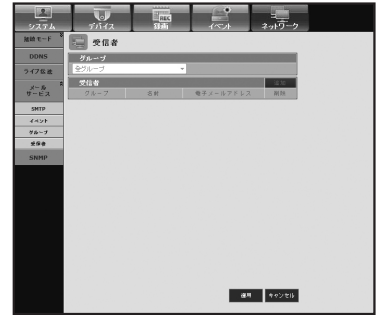 システム デバイス 録画 イベント ネットワーク
接続モード
受信者
グループ
DDNS
全グループ
ライブ伝送
受信者 追加
メールサービス
グループ 名前 電子メールアドレス 削除
SMTP
イベント
グループ
受信者
SNMP
適用 キャンセル